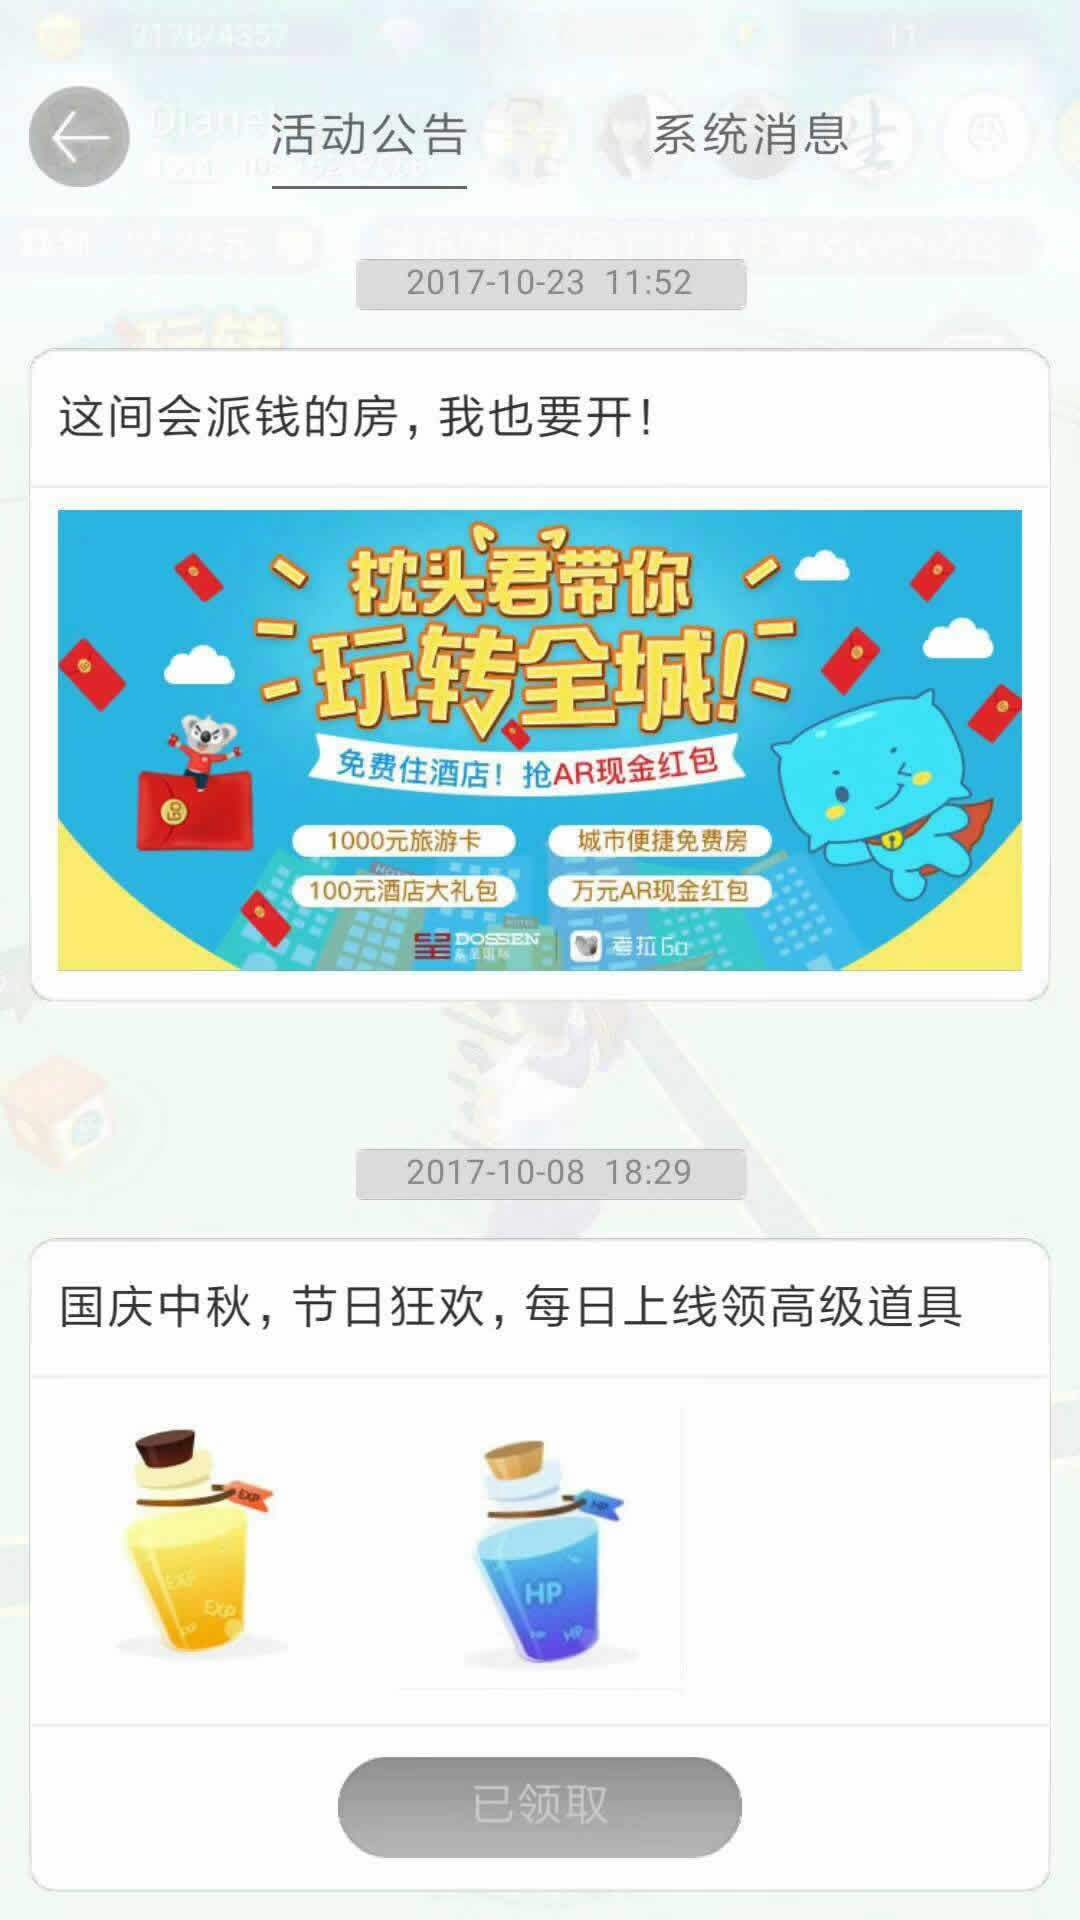 2178/4357
11
活动公告
系统消息
2017-10-23 11:52
这间会派钱的房,我也要开!
枕头君带你
玩转全城!
免费住酒店!抢AR现金红包
1000元旅游卡
城市便捷免费房
100元酒店大礼包
万元AR现金红包
HOTEL
DOSSEN
东呈国际
考拉Go
2017-10-08 18:29
国庆中秋,节日狂欢,每日上线领高级道具
EXP
EXP
EXP
EXP
HP
HP
HP
HP
已领取